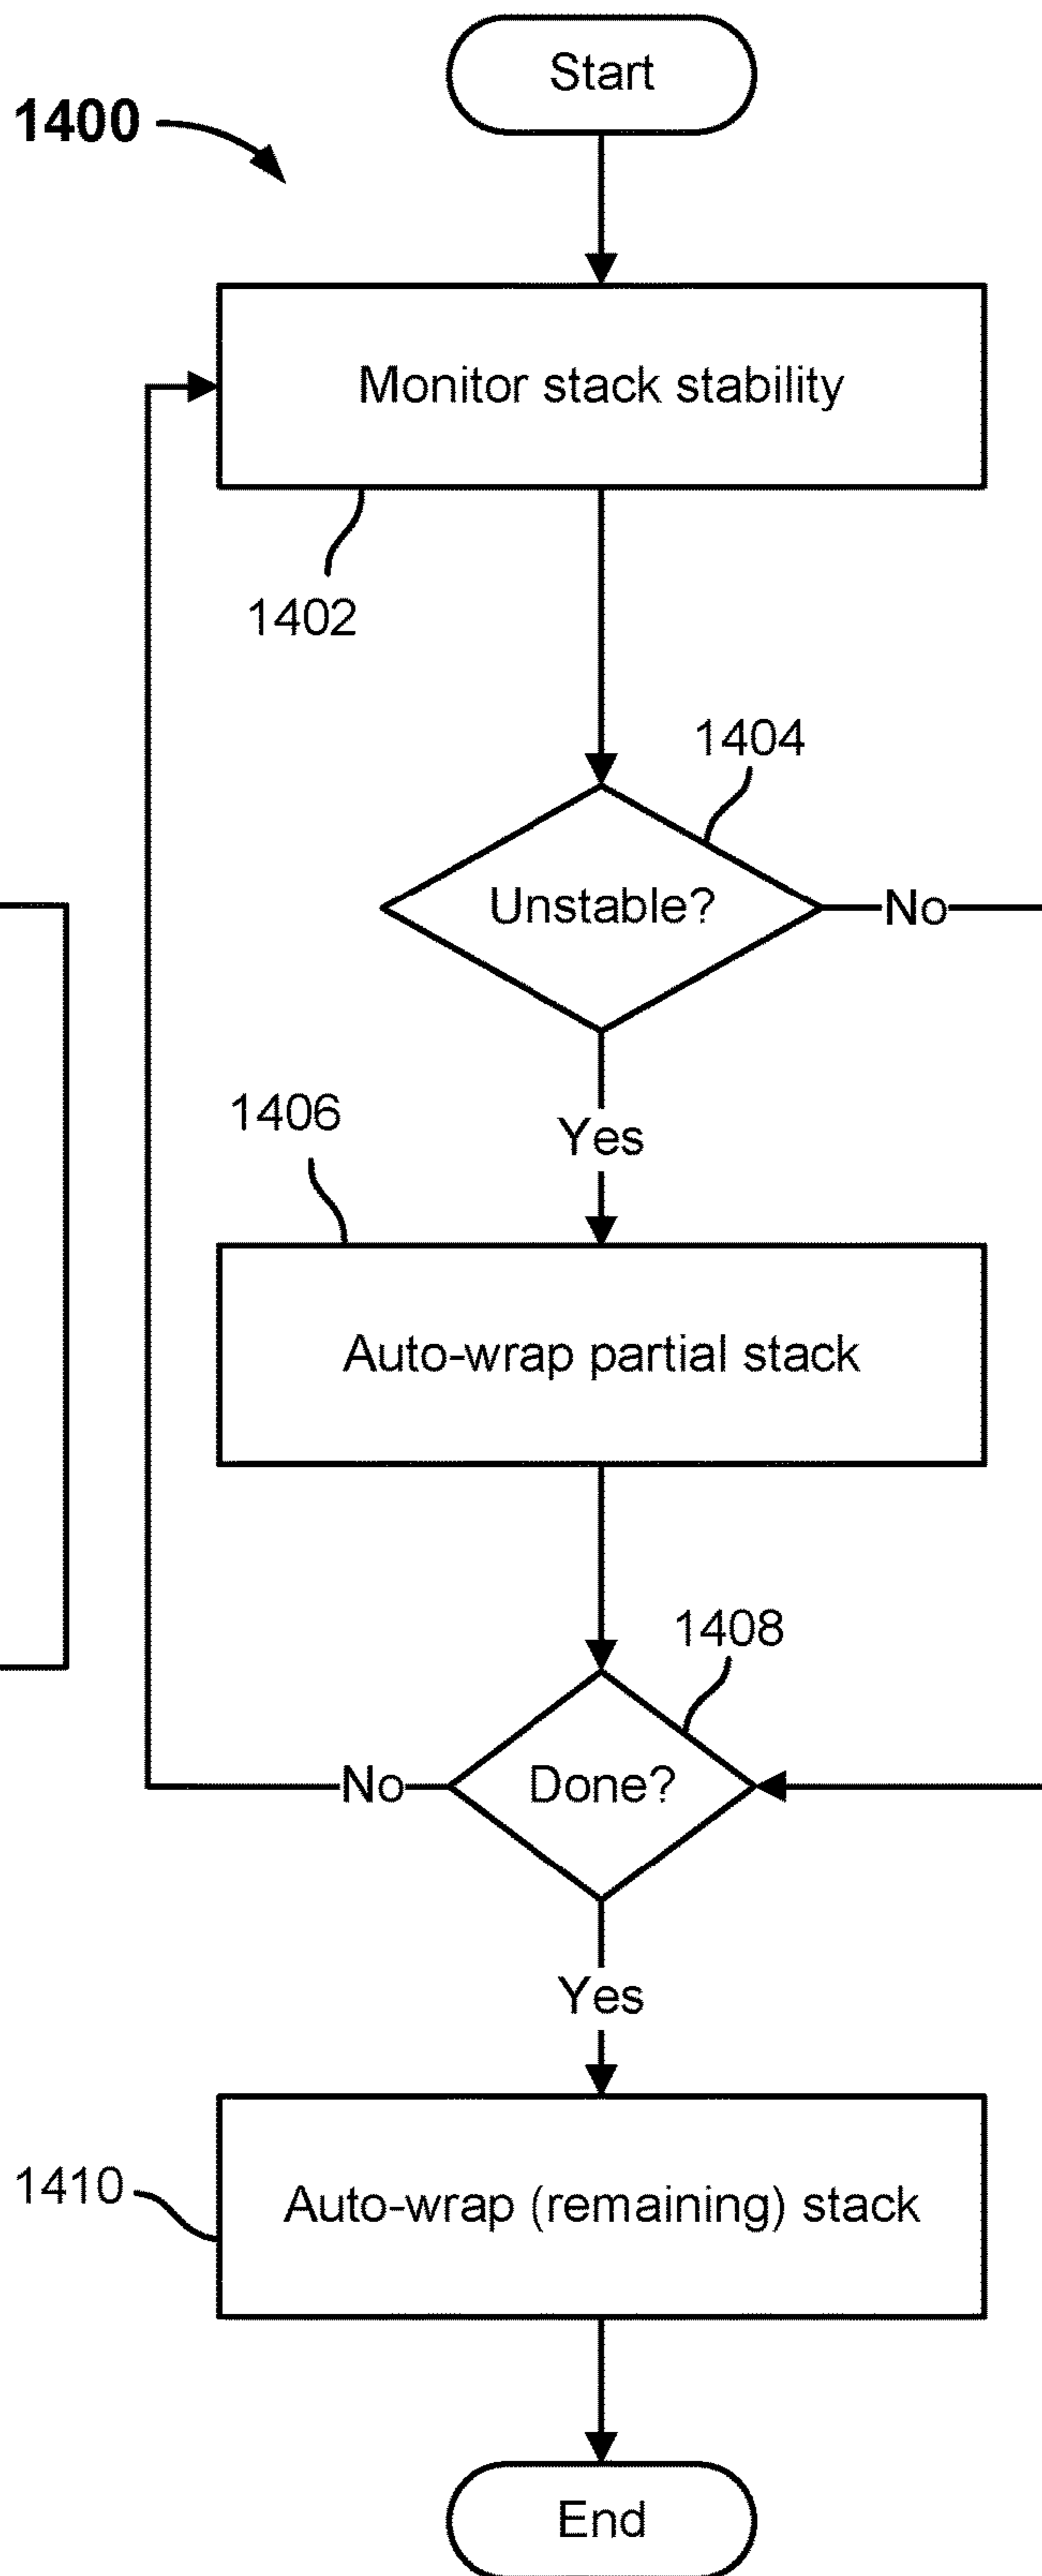 Start
1400
Monitor stack stability
1402
1404
Unstable?
No
1406
Yes
Auto-wrap partial stack
1408
No
Done?
Yes
1410
Auto-wrap (remaining) stack
End